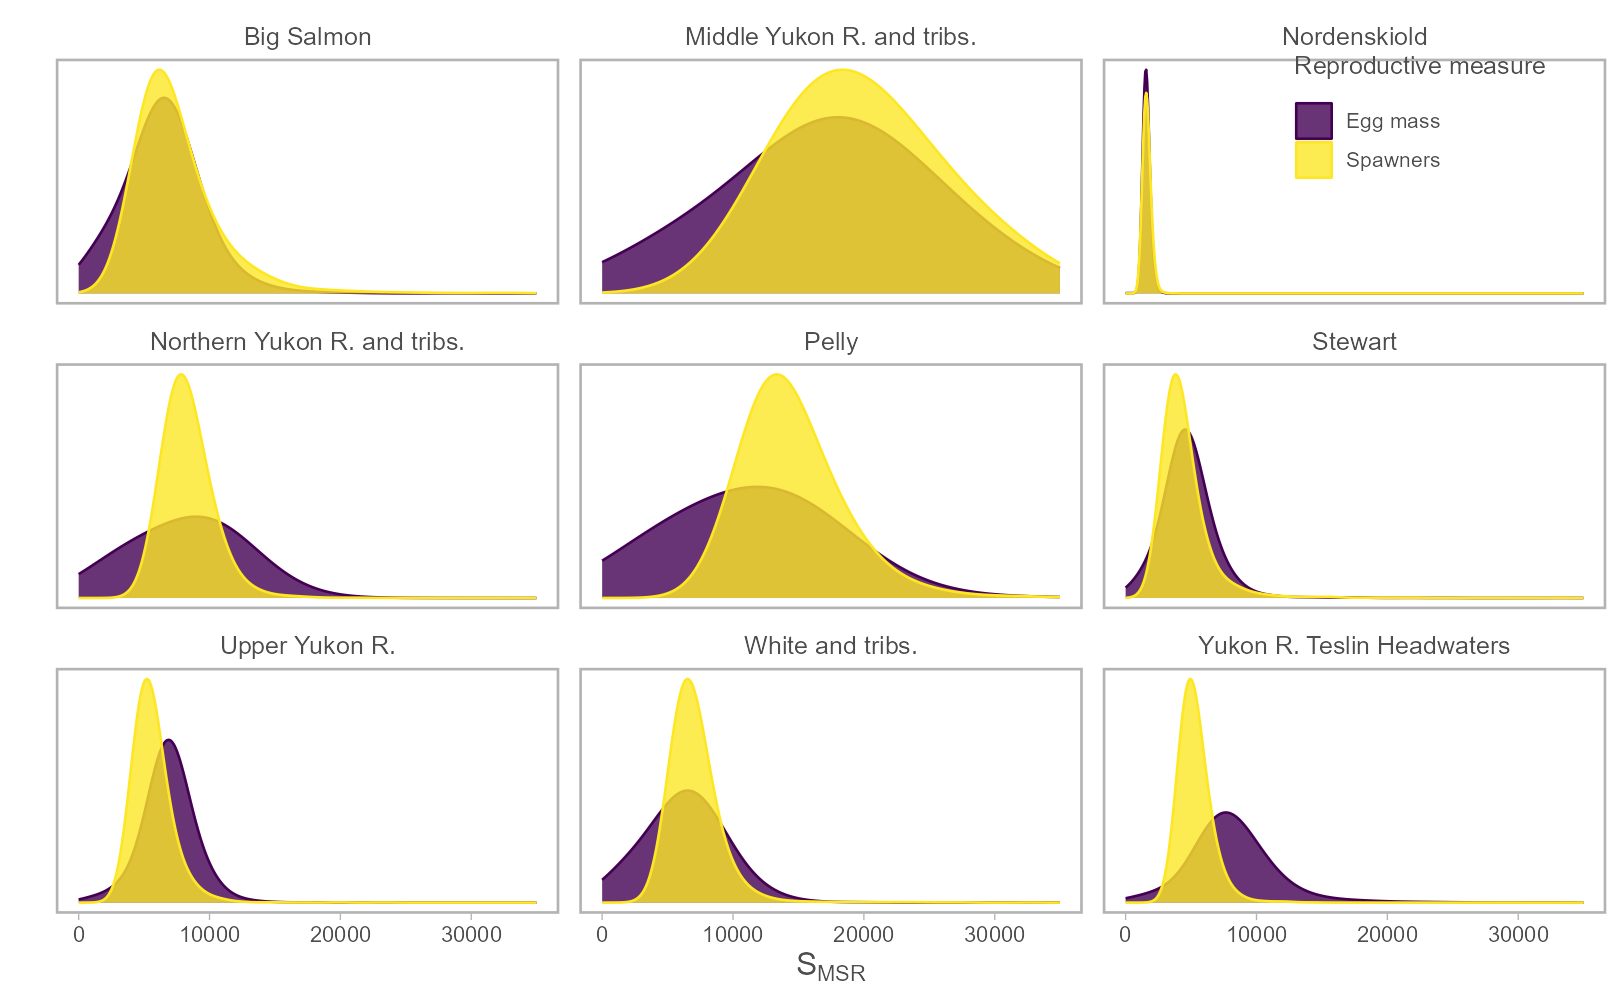 Big Salmon
Middle Yukon R. and tribs.
Nordenskiold
Reproductive measure
Egg mass
Spawners
Northern Yukon R. and tribs.
Pelly
Stewart
Upper Yukon R.
White and tribs.
Yukon R. Teslin Headwaters
0 10000 20000 30000
0 10000 20000 30000
0 10000 20000 30000
SMSR